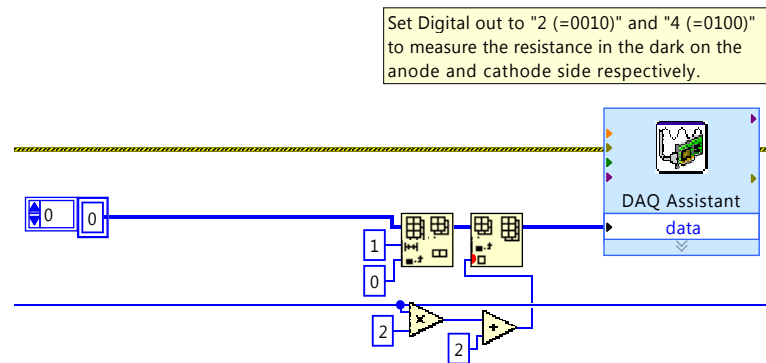 Set Digital out to "2 (=0010)" and "4 (=0100)"
to measure the resistance in the dark on the
anode and cathode side respectively.
DAQ Assistant
data
0
0
1
0
2
2